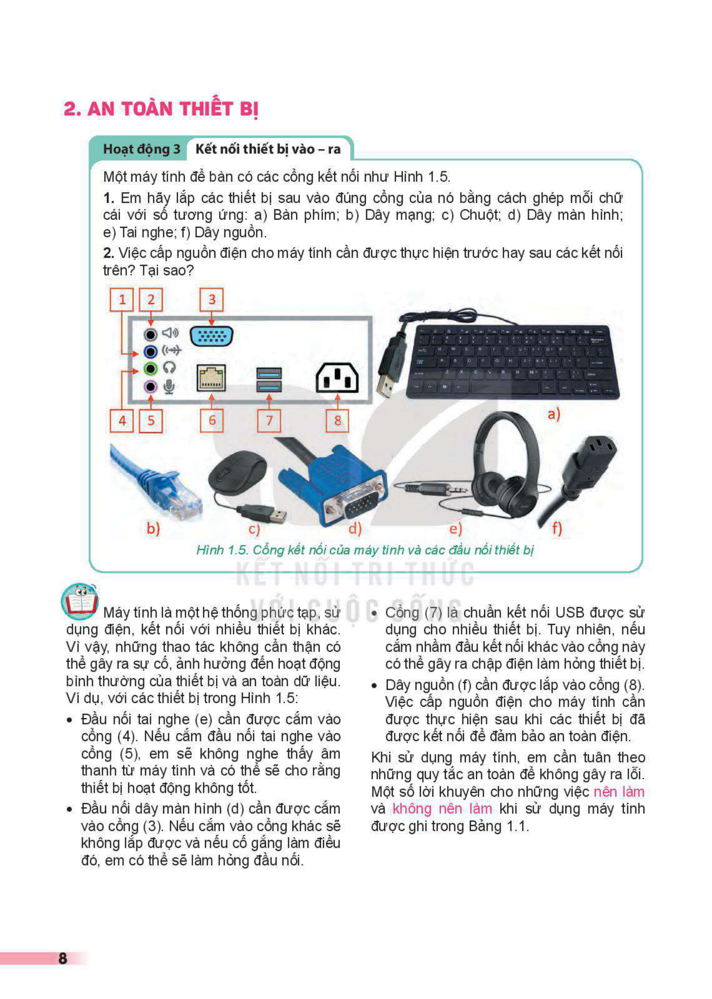 2. AN TOÀN THIẾT BỊ
Hoạt động 3 Kết nối thiết bị vào – ra
Một máy tính để bàn có các cổng kết nối như Hình 1.5.
1. Em hãy lắp các thiết bị sau vào đúng cổng của nó bằng cách ghép mỗi chữ
cái với số tương ứng: a) Bàn phím; b) Dây mạng; c) Chuột; d) Dây màn hình;
e) Tai nghe; f) Dây nguồn.
2. Việc cấp nguồn điện cho máy tính cần được thực hiện trước hay sau các kết nối
trên? Tại sao?
1 2 3
4 5 6 7 8
a)
b) c) d) e) f)
Hình 1.5. Cổng kết nối của máy tính và các đầu nối thiết bị
KẾT NỐI TRI THỨC
VỚI CUỘC SỐNG
Máy tính là một hệ thống phức tạp, sử
dụng điện, kết nối với nhiều thiết bị khác.
Vì vậy, những thao tác không cẩn thận có
thể gây ra sự cố, ảnh hưởng đến hoạt động
bình thường của thiết bị và an toàn dữ liệu.
Ví dụ, với các thiết bị trong Hình 1.5:
• Đầu nối tai nghe (e) cần được cắm vào
cổng (4). Nếu cắm đầu nối tai nghe vào
cổng (5), em sẽ không nghe thấy âm
thanh từ máy tính và có thể sẽ cho rằng
thiết bị hoạt động không tốt.
• Đầu nối dây màn hình (d) cần được cắm
vào cổng (3). Nếu cắm vào cổng khác sẽ
không lắp được và nếu cố gắng làm điều
đó, em có thể sẽ làm hỏng đầu nối.
• Cổng (7) là chuẩn kết nối USB được sử
dụng cho nhiều thiết bị. Tuy nhiên, nếu
cắm nhầm đầu kết nối khác vào cổng này
có thể gây ra chập điện làm hỏng thiết bị.
• Dây nguồn (f) cần được lắp vào cổng (8).
Việc cấp nguồn điện cho máy tính cần
được thực hiện sau khi các thiết bị đã
được kết nối để đảm bảo an toàn điện.
Khi sử dụng máy tính, em cần tuân theo
những quy tắc an toàn để không gây ra lỗi.
Một số lời khuyên cho những việc nên làm
và không nên làm khi sử dụng máy tính
được ghi trong Bảng 1.1.
8